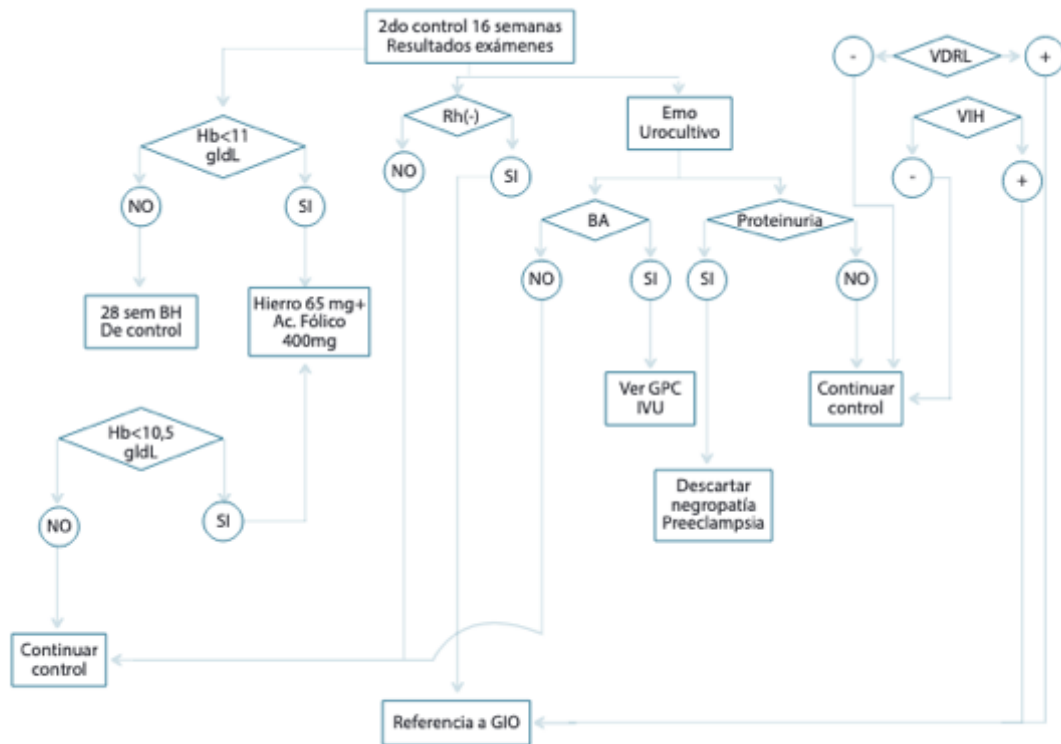 2do control 16 semanas
Resultados exámenes
-
VDRL
+
Hb<11
gldL
Rh(-)
Emo
Urocultivo
VIH
NO
SI
-
+
NO
SI
BA
Proteinuria
NO
SI
SI
NO
28 sem BH
De control
Hierro 65 mg+
Ac. Fólico
400mg
Ver GPC
IVU
Continuar
control
Hb<10,5
gldL
Descartar
negropatía
Preeclampsia
NO
SI
Continuar
control
Referencia a GIO